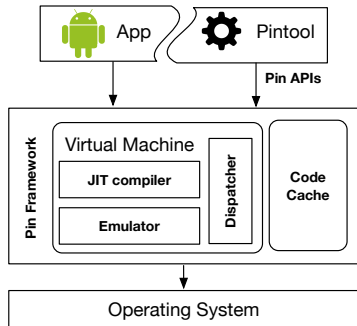 App
Pintool
Pin APIs
Pin Framework
Virtual Machine
JIT compiler
Emulator
Dispatcher
Code
Cache
Operating System